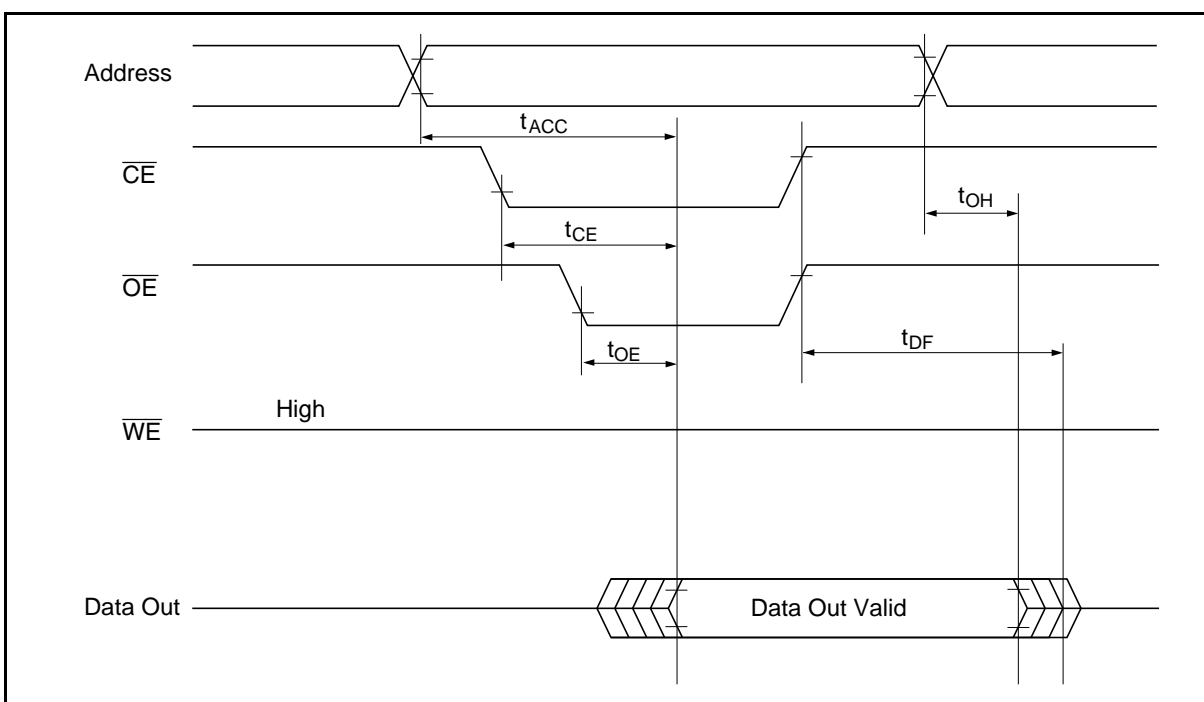 Address
tACC
CE
tOH
tCE
OE
tDF
tOE
High
WE
Data Out
Data Out Valid